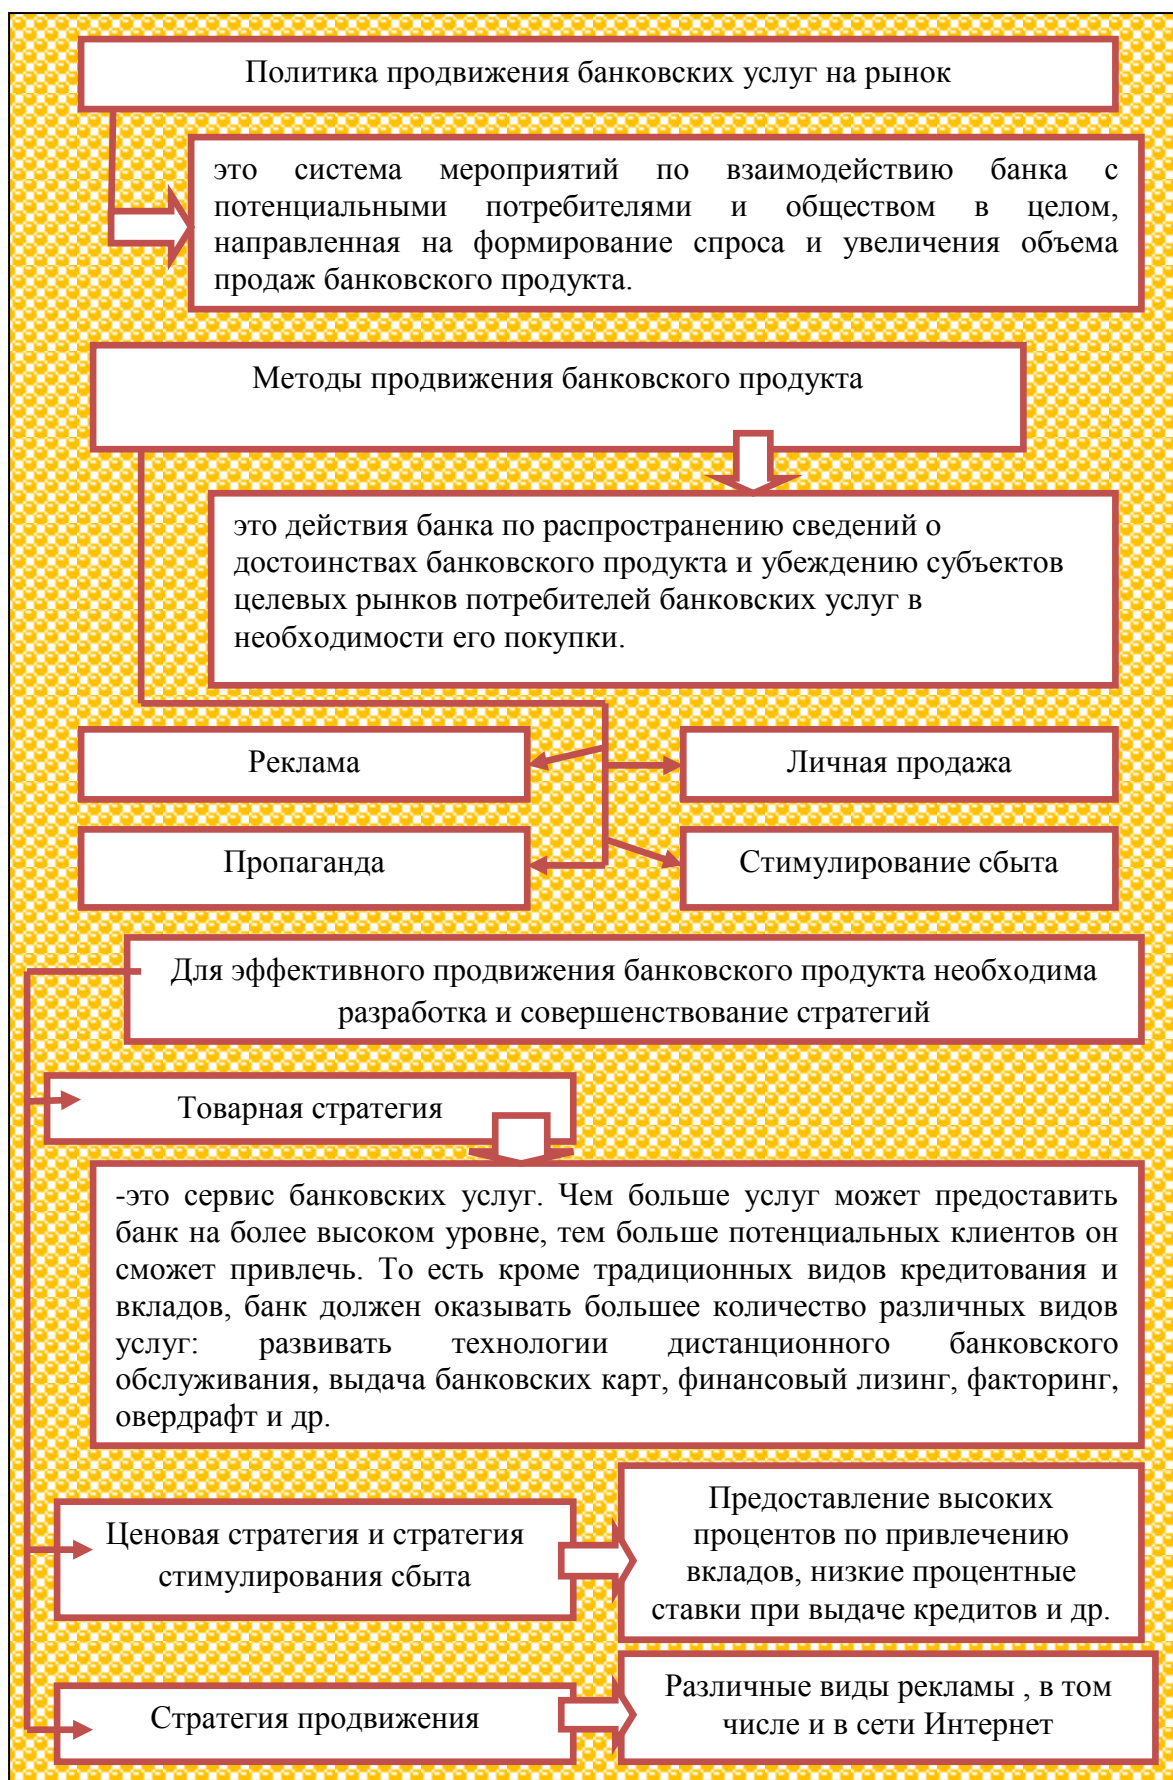 Политика продвижения банковских услуг на рынок
это система мероприятий по взаимодействию банка с
потенциальными потребителями и обществом в целом,
направленная на формирование спроса и увеличения объема
продаж банковского продукта.
Методы продвижения банковского продукта
это действия банка по распространению сведений о
достоинствах банковского продукта и убеждению субъектов
целевых рынков потребителей банковских услуг в
необходимости его покупки.
Реклама
Личная продажа
Пропаганда
Стимулирование сбыта
Для эффективного продвижения банковского продукта необходима
разработка и совершенствование стратегий
Товарная стратегия
-это сервис банковских услуг. Чем больше услуг может предоставить
банк на более высоком уровне, тем больше потенциальных клиентов он
сможет привлечь. То есть кроме традиционных видов кредитования и
вкладов, банк должен оказывать большее количество различных видов
услуг: развивать технологии дистанционного банковского
обслуживания, выдача банковских карт, финансовый лизинг, факторинг,
овердрафт и др.
Ценовая стратегия и стратегия
стимулирования сбыта
Предоставление высоких
процентов по привлечению
вкладов, низкие процентные
ставки при выдаче кредитов и др.
Стратегия продвижения
Различные виды рекламы , в том
числе и в сети Интернет